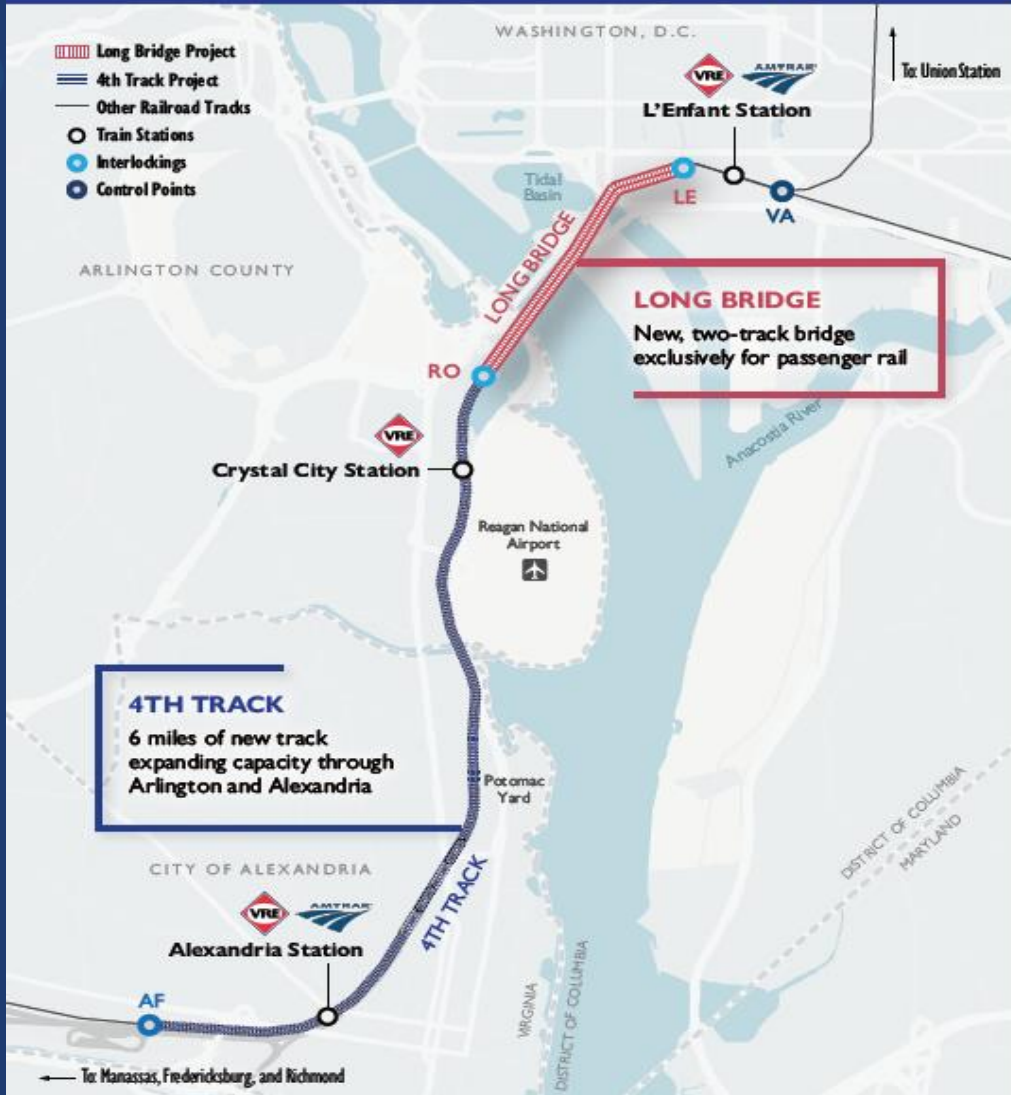 WASHINGTON, D.C.
Long Bridge Project
4th Track Project
Other Railroad Tracks
Train Stations
Interlockings
Control Points
VRE
AMTRAK
To: Union Station
L'Enfant Station
Tidal
Basin
LE
VA
ARLINGTON COUNTY
LONG BRIDGE
LONG BRIDGE
New, two-track bridge
exclusively for passenger rail
RO
Anacostia River
VRE
Crystal City Station
Reagan National
Airport
4TH TRACK
6 miles of new track
expanding capacity through
Arlington and Alexandria
Potomac
Yard
DISTRICT OF COLUMBIA
MARYLAND
CITY OF ALEXANDRIA
4TH TRACK
VRE
AMTRAK
Alexandria Station
VIRGINIA
DISTRICT OF COLUMBIA
AF
To: Manassas, Fredericksburg, and Richmond